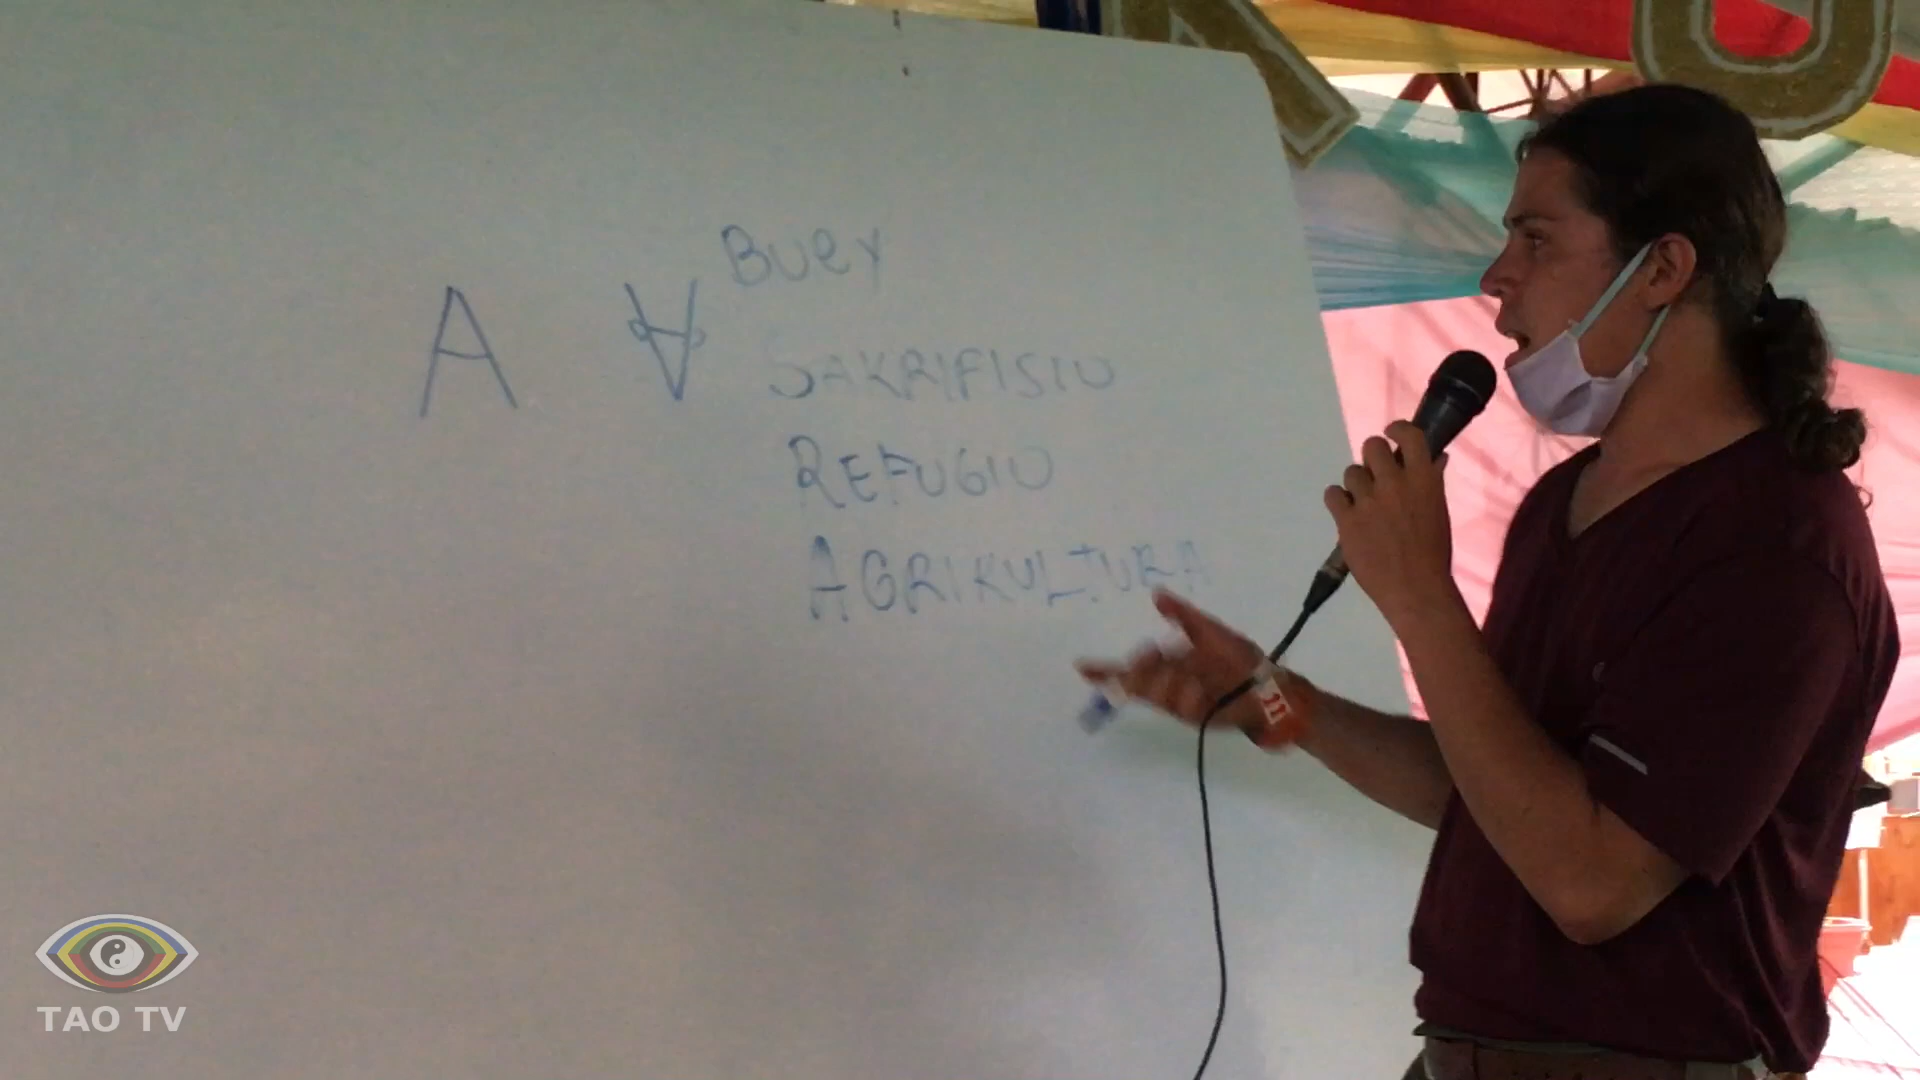 A ∀ Buey
SAKRIFISIO
REFUGIO
AGRIKULTURA
TAO TV